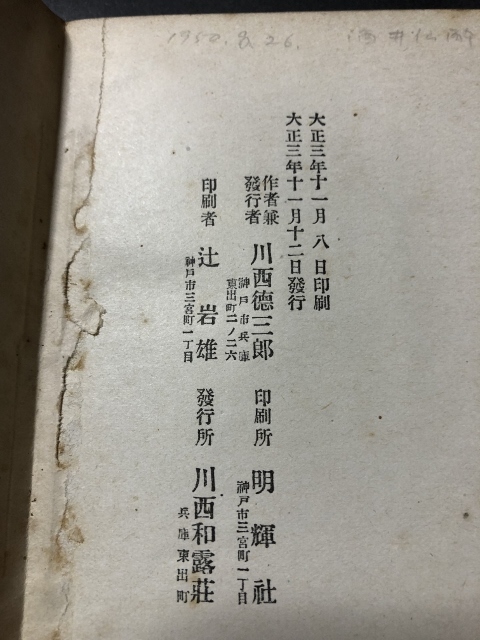 1950.8.26.
大正三年十一月八日印刷
大正三年十一月十二日發行
作者兼
發行者
川西德三郎
神戸市兵庫
東出町二ノ二六
印刷所
明輝社
神戸市三宮町一丁目
印刷者
辻岩雄
神戸市三宮町一丁目
發行所
川西和露莊
兵庫東出町